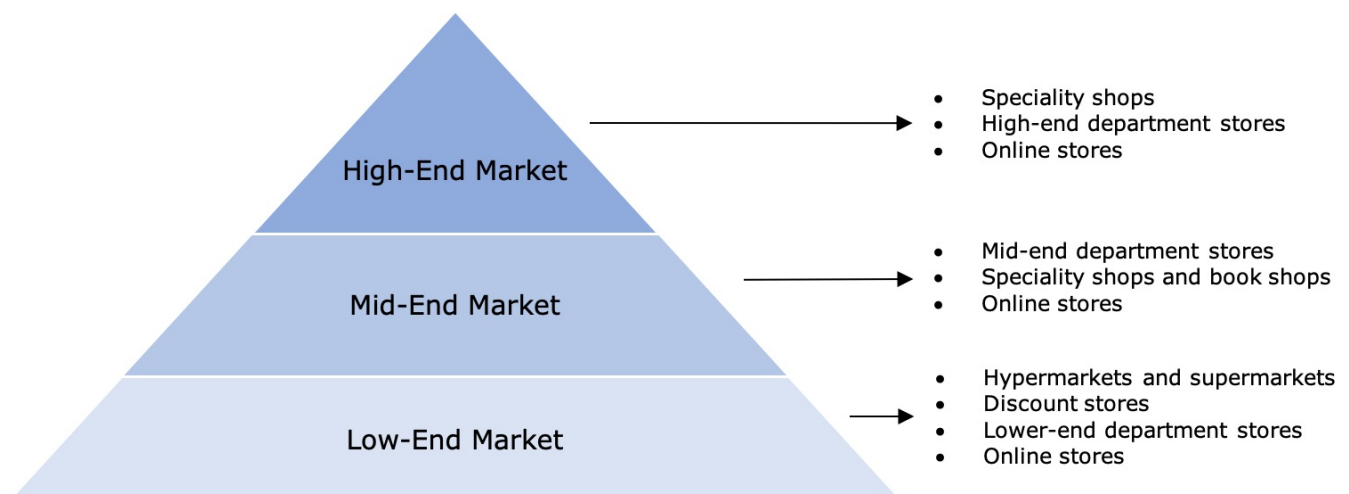 High-End Market
• Speciality shops
• High-end department stores
• Online stores
Mid-End Market
• Mid-end department stores
• Speciality shops and book shops
• Online stores
Low-End Market
• Hypermarkets and supermarkets
• Discount stores
• Lower-end department stores
• Online stores